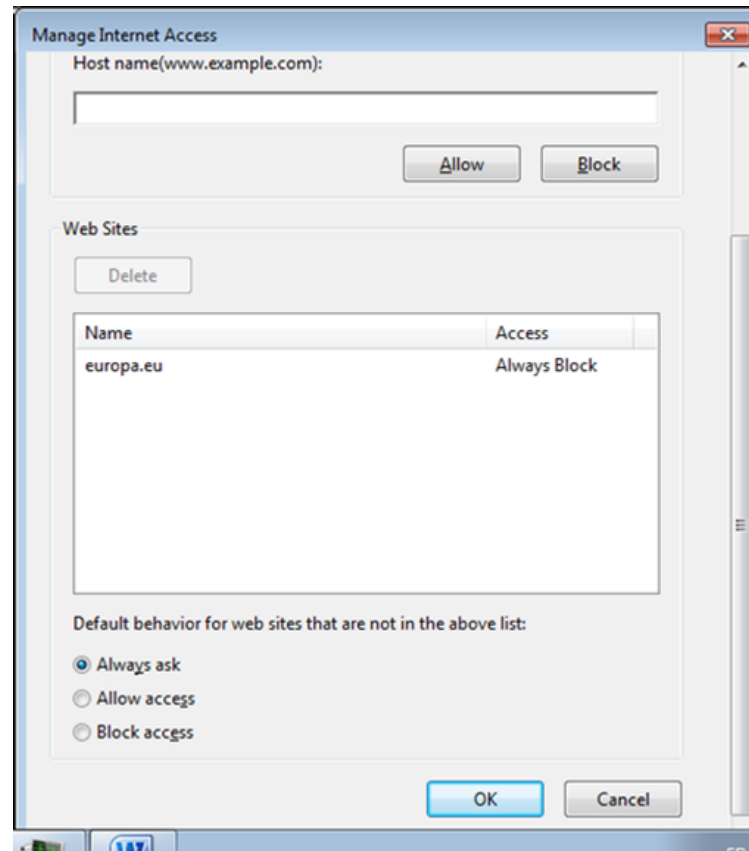 Manage Internet Access
Host name(www.example.com):
Allow
Block
Web Sites
Delete
Name Access
europa.eu Always Block
Default behavior for web sites that are not in the above list:
Always ask
Allow access
Block access
OK
Cancel